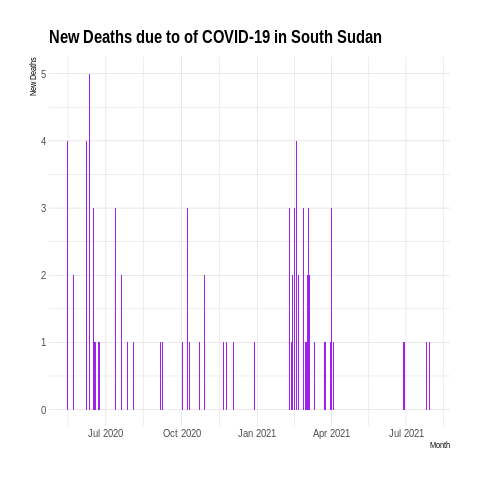 New Deaths due to of COVID-19 in South Sudan
New Deaths
5
4
3
2
1
0
Jul 2020 Oct 2020 Jan 2021 Apr 2021 Jul 2021
Month